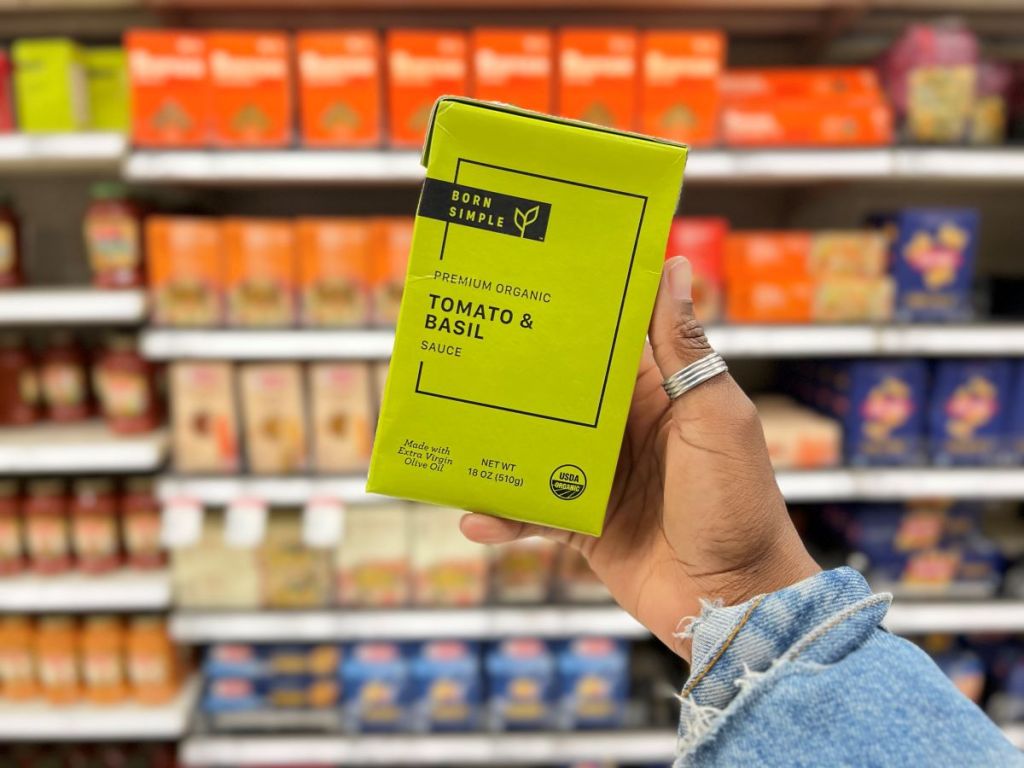 BORN
SIMPLE
PREMIUM ORGANIC
TOMATO &
BASIL
SAUCE
Made with
Extra Virgin
Olive Oil
NET WT
18 OZ (510g)
USDA
ORGANIC